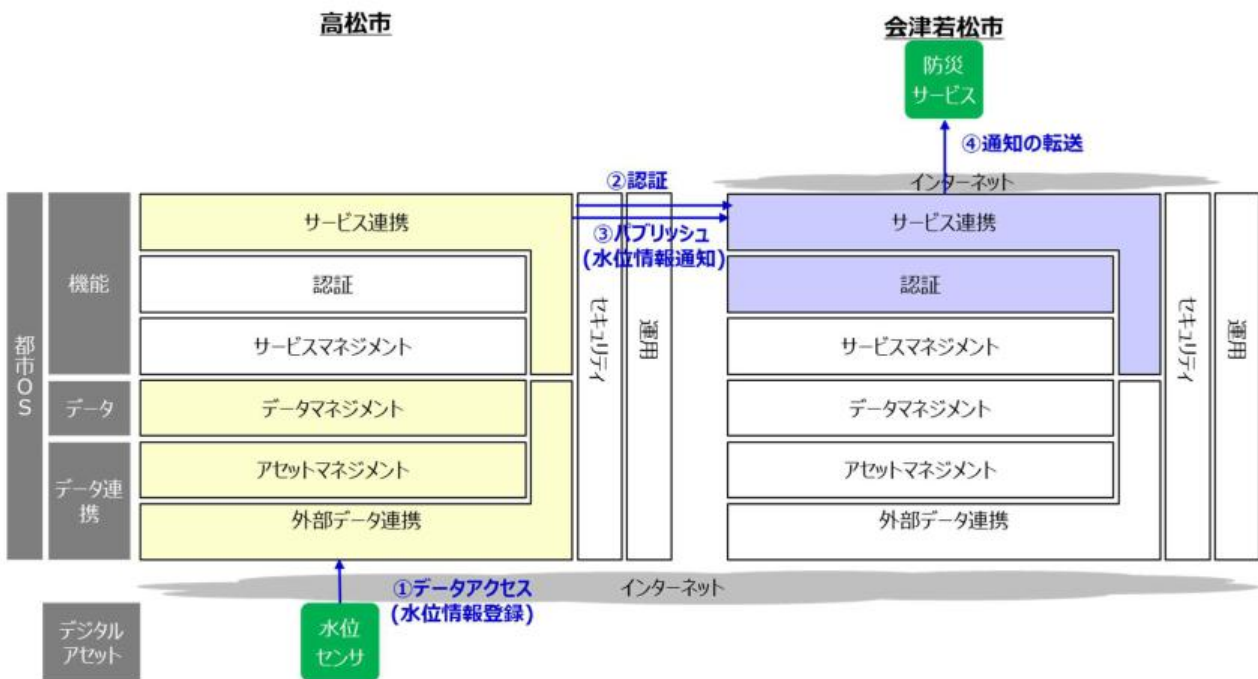 高松市
会津若松市
防災
サービス
④通知の転送
インターネット
②認証
③パブリッシュ
(水位情報通知)
都市OS
機能
データ
データ連
携
サービス連携
認証
サービスマネジメント
データマネジメント
アセットマネジメント
外部データ連携
セキュリティ
運用
サービス連携
認証
サービスマネジメント
データマネジメント
アセットマネジメント
外部データ連携
セキュリティ
運用
インターネット
①データアクセス
(水位情報登録)
デジタル
アセット
水位
センサ